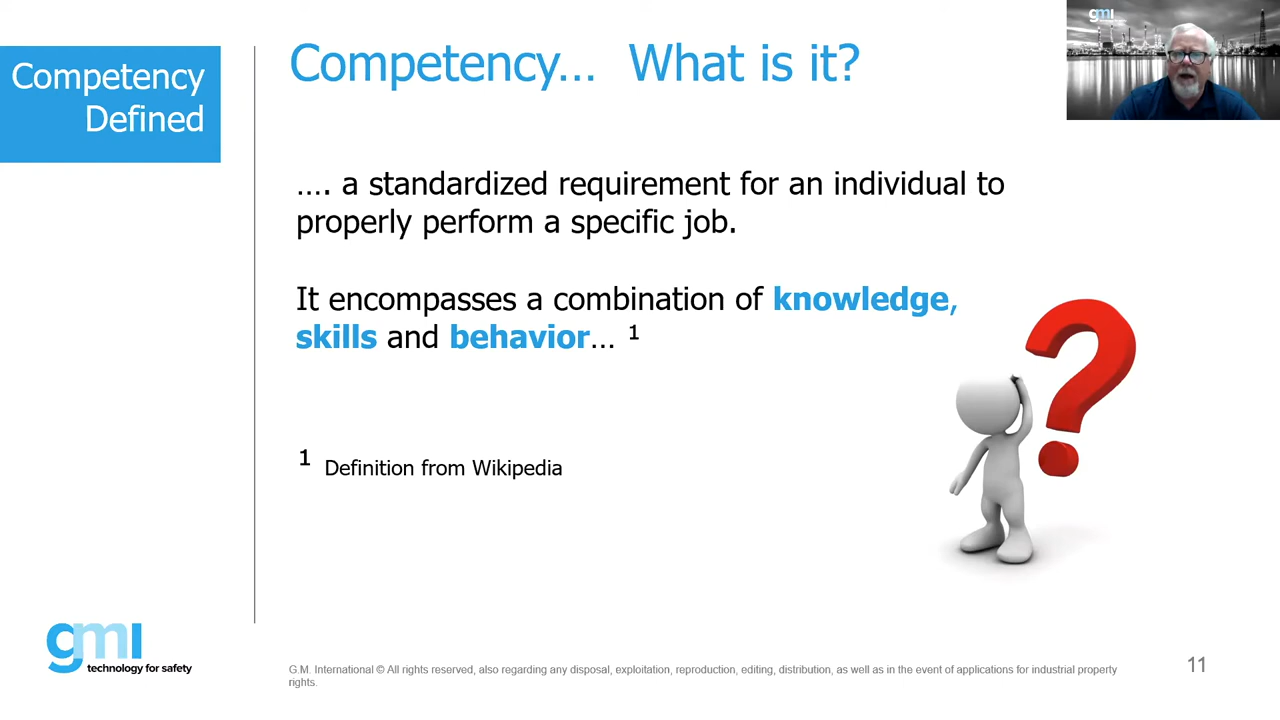 Competency
Defined
Competency... What is it?
gmi
.... a standardized requirement for an individual to
properly perform a specific job.
It encompasses a combination of knowledge,
skills and behavior... 1
1 Definition from Wikipedia
gmi
technology for safety
G.M. International © All rights reserved, also regarding any disposal, exploitation, reproduction, editing, distribution, as well as in the event of applications for industrial property
rights.
11